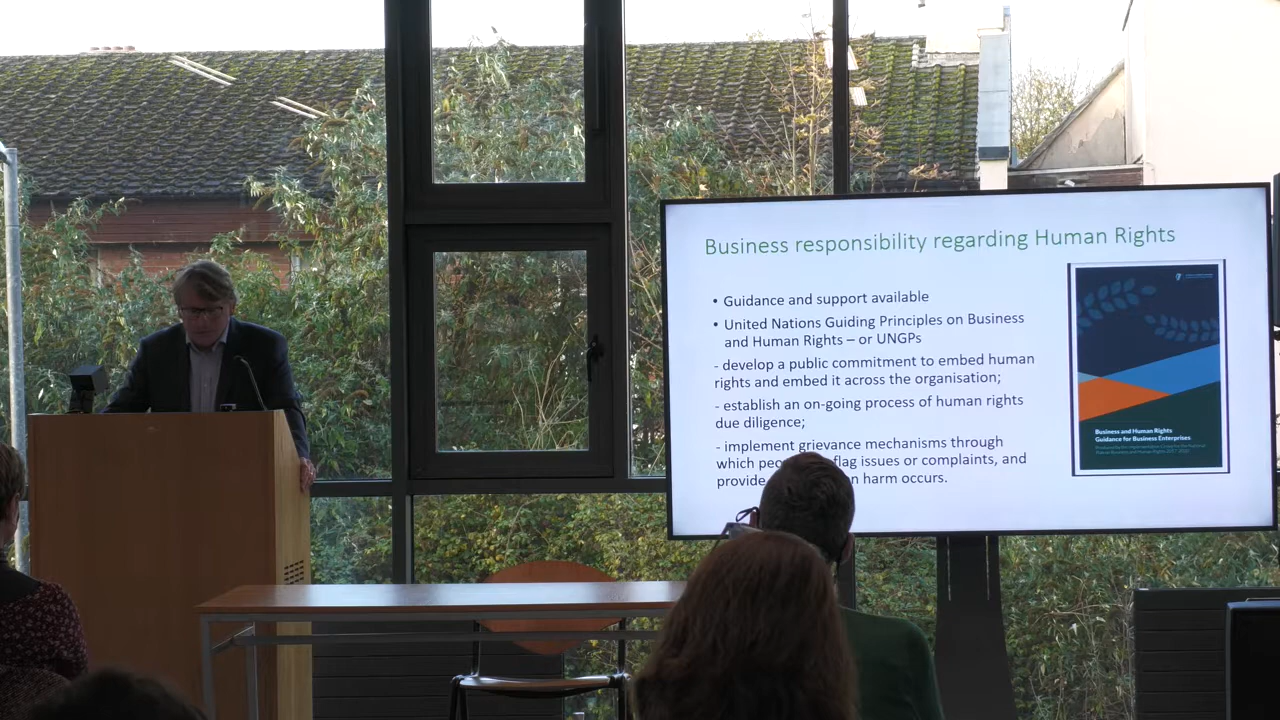 Business responsibility regarding Human Rights
• Guidance and support available
• United Nations Guiding Principles on Business
and Human Rights – or UNGPs
- develop a public commitment to embed human
rights and embed it across the organisation;
- establish an on-going process of human rights
due diligence;
- implement grievance mechanisms through
which flag issues or complaints, and
provide harm occurs.
Business and Human Rights
Guidance for Business Enterprises